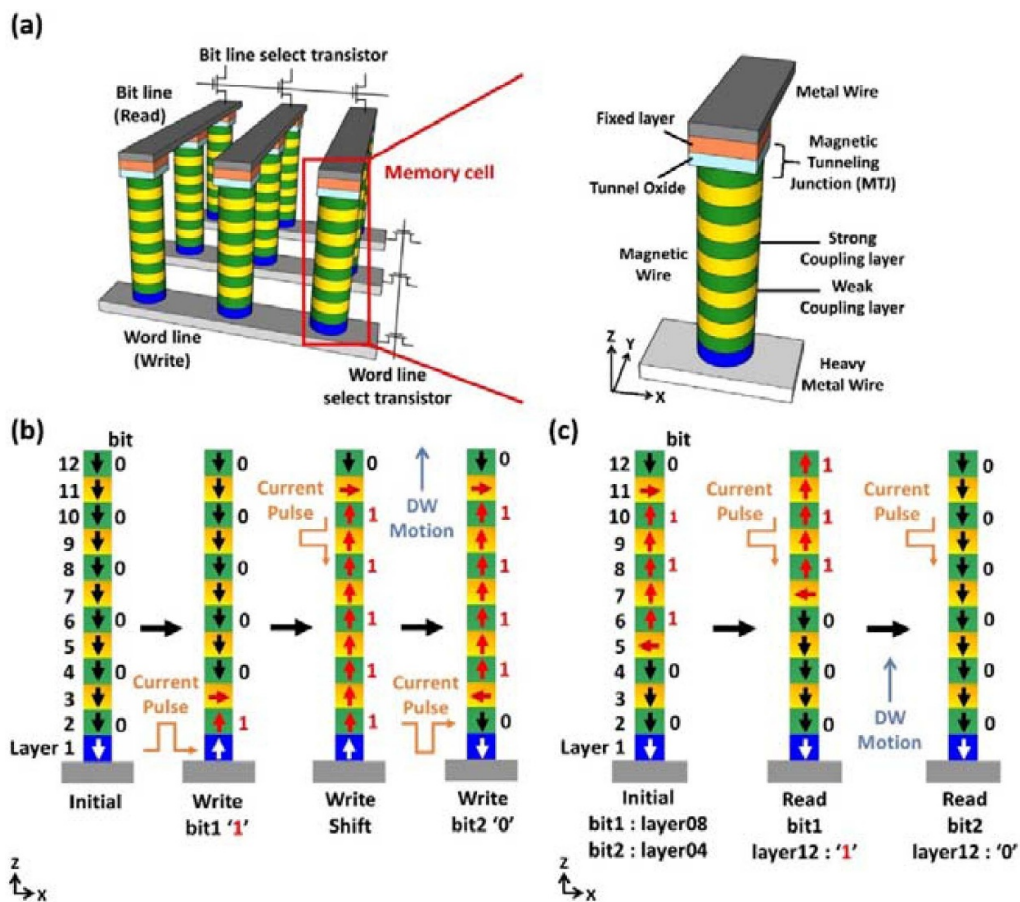 (a)
Bit line select transistor
Bit line
(Read)
Memory cell
Word line
(Write)
Word line
select transistor
Metal Wire
Fixed layer
Magnetic
Tunneling
Junction (MTJ)
Tunnel Oxide
Magnetic
Wire
Strong
Coupling layer
Weak
Coupling layer
Heavy
Metal Wire
Z
Y
X
(b)
bit
12 0 0 0 0
11
10 0 0 1 1
9
8 0 0 1 1
7
6 0 0 1 1
5
4 0 0 1 1
3
2 0 1 1 0
Layer 1
Current
Pulse
Current
Pulse
DW
Motion
Current
Pulse
Initial
Write
bit1 ‘1’
Write
Shift
Write
bit2 ‘0’
Z
X
(c)
bit
12 0 1 0
11
10 1 1 0
9
8 1 1 0
7
6 1 0 0
5
4 0 0 0
3
2 0 0 0
Layer 1
Current
Pulse
Current
Pulse
DW
Motion
Initial
bit1 : layer08
bit2 : layer04
Read
bit1
layer12 : ‘1’
Read
bit2
layer12 : ‘0’
Z
X